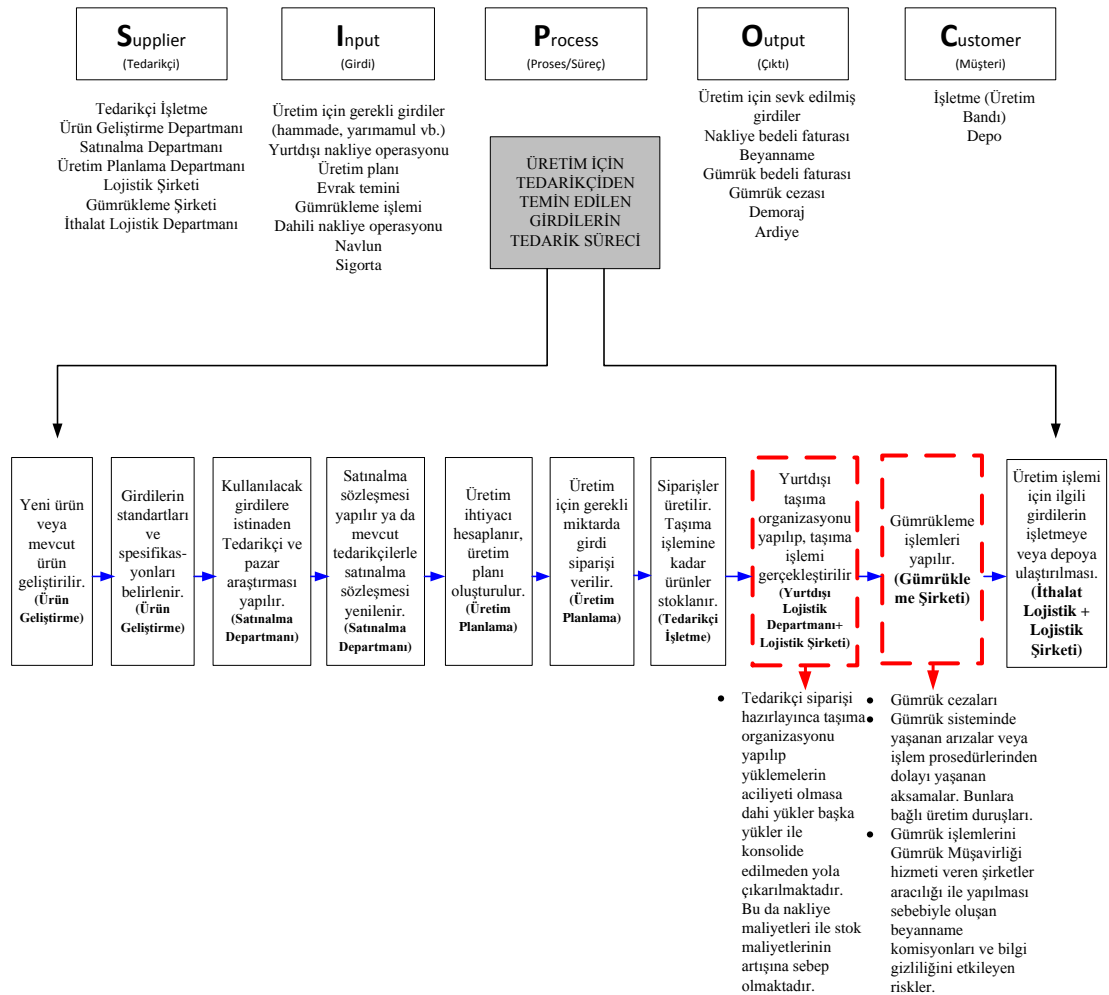 Supplier
(Tedarikçi)
Input
(Girdi)
Process
(Proses/Süreç)
Output
(Çıktı)
Customer
(Müşteri)
Tedarikçi İşletme
Ürün Geliştirme Departmanı
Satınalma Departmanı
Üretim Planlama Departmanı
Lojistik Şirketi
Gümrükleme Şirketi
İthalat Lojistik Departmanı
Üretim için gerekli girdiler
(hammade, yarımamul vb.)
Yurtdışı nakliye operasyonu
Üretim planı
Evrak temini
Gümrükleme işlemi
Dahili nakliye operasyonu
Navlun
Sigorta
ÜRETİM İÇİN
TEDARİKÇİDEN
TEMİN EDİLEN
GİRDİLERİN
TEDARİK SÜRECİ
Üretim için sevk edilmiş
girdiler
Nakliye bedeli faturası
Beyanname
Gümrük bedeli faturası
Gümrük cezası
Demoraj
Ardiye
İşletme (Üretim
Bandı)
Depo
Yeni ürün
veya
mevcut
ürün
geliştirilir.
(Ürün
Geliştirme)
Girdilerin
standartları
ve
spesifikas-
yonları
belirlenir.
(Ürün
Geliştirme)
Kullanılacak
girdilere
istinaden
Tedarikçi ve
pazar
araştırması
yapılır.
(Satınalma
Departmanı)
Satınalma
sözleşmesi
yapılır ya da
mevcut
tedarikçilerle
satınalma
sözleşmesi
yenilenir.
(Satınalma
Departmanı)
Üretim
ihtiyacı
hesaplanır,
üretim
planı
oluşturulur.
(Üretim
Planlama)
Üretim
için gerekli
miktarda
girdi
siparişi
verilir.
(Üretim
Planlama)
Siparişler
üretilir.
Taşıma
işlemine
kadar
ürünler
stoklanır.
(Tedarikçi
İşletme)
Yurtdışı
taşıma
organizasyonu
yapılıp, taşıma
işlemi
gerçekleştirilir
(Yurtdışı
Lojistik
Departmanı+
Lojistik Şirketi)
Gümrükleme
işlemleri
yapılır.
(Gümrükle
me Şirketi)
Üretim işlemi
için ilgili
girdilerin
işletmeye
veya depoya
ulaştırılması.
(İthalat
Lojistik +
Lojistik
Şirketi)
• Tedarikçi siparişi
hazırlayınca taşıma
organizasyonu
yapılıp
yüklemelerin
aciliyeti olmasa
dahi yükler başka
yükler ile
konsolide
edilmeden yola
çıkarılmaktadır.
Bu da nakliye
maliyetleri ile stok
maliyetlerinin
artışına sebep
olmaktadır.
• Gümrük cezaları
• Gümrük sisteminde
yaşanan arızalar veya
işlem prosedürlerinden
dolayı yaşanan
aksamalar. Bunlara
bağlı üretim duruşları.
• Gümrük işlemlerini
Gümrük Müşavirliği
hizmeti veren şirketler
aracılığı ile yapılması
sebebiyle oluşan
beyanname
komisyonları ve bilgi
gizliliğini etkileyen
riskler.